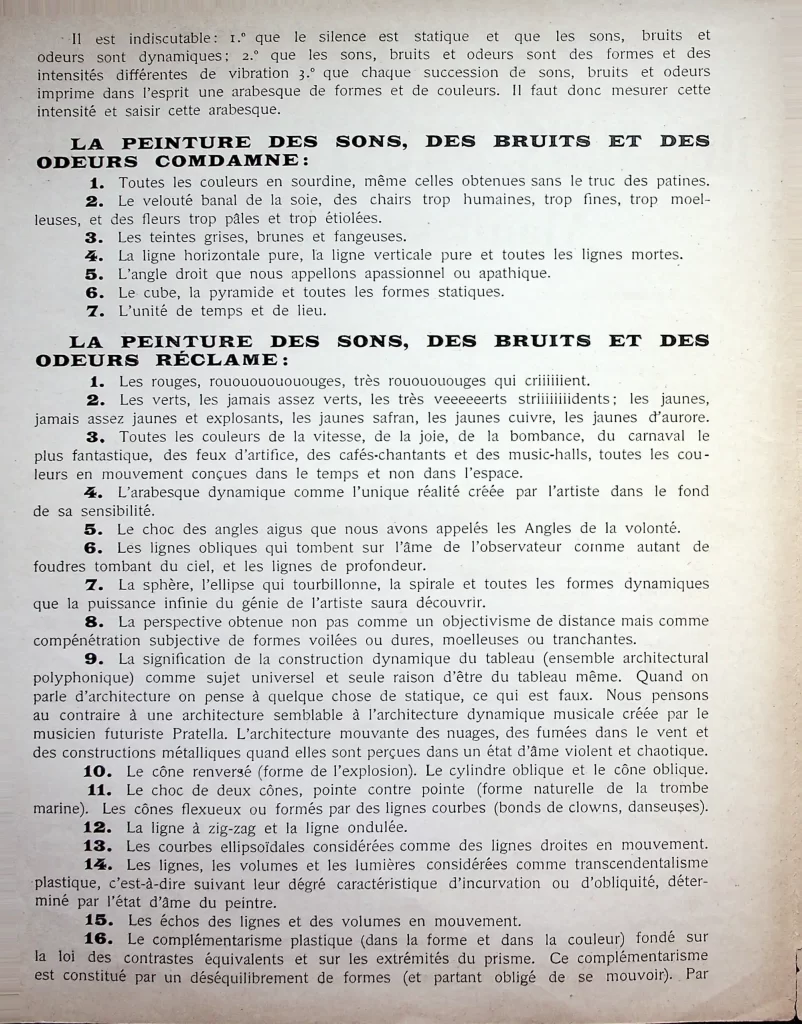 Il est indiscutable: 1.º que le silence est statique et que les sons, bruits et
odeurs sont dynamiques; 2.º que les sons, bruits et odeurs sont des formes et des
intensités différentes de vibration 3.º que chaque succession de sons, bruits et odeurs
imprime dans l'esprit une arabesque de formes et de couleurs. Il faut donc mesurer cette
intensité et saisir cette arabesque.
LA PEINTURE DES SONS, DES BRUITS ET DES
ODEURS COMDAMNE:
1. Toutes les couleurs en sourdine, même celles obtenues sans le truc des patines.
2. Le velouté banal de la soie, des chairs trop humaines, trop fines, trop moel-
leuses, et des fleurs trop pâles et trop étiolées.
3. Les teintes grises, brunes et fangeuses.
4. La ligne horizontale pure, la ligne verticale pure et toutes les lignes mortes.
5. L'angle droit que nous appellons apassionnel ou apathique.
6. Le cube, la pyramide et toutes les formes statiques.
7. L'unité de temps et de lieu.
LA PEINTURE DES SONS, DES BRUITS ET DES
ODEURS RÉCLAME:
1. Les rouges, rououououououges, très rouououougés qui criiiiiient.
2. Les verts, les jamais assez verts, les très veeeeeerts striiiiiiiidents; les jaunes,
jamais assez jaunes et explosants, les jaunes safran, les jaunes cuivre, les jaunes d'aurore.
3. Toutes les couleurs de la vitesse, de la joie, de la bombance, du carnaval le
plus fantastique, des feux d'artifice, des cafés-chantants et des music-halls, toutes les cou-
leurs en mouvement conçues dans le temps et non dans l'espace.
4. L'arabesque dynamique comme l'unique réalité créée par l'artiste dans le fond
de sa sensibilité.
5. Le choc des angles aigus que nous avons appelés les Angles de la volonté.
6. Les lignes obliques qui tombent sur l'âme de l'observateur comme autant de
foudres tombant du ciel, et les lignes de profondeur.
7. La sphère, l'ellipse qui tourbillonne, la spirale et toutes les formes dynamiques
que la puissance infinie du génie de l'artiste saura découvrir.
8. La perspective obtenue non pas comme un objectivisme de distance mais comme
compénétration subjective de formes voilées ou dures, moelleuses ou tranchantes.
9. La signification de la construction dynamique du tableau (ensemble architectural
polyphonique) comme sujet universel et seule raison d'être du tableau même. Quand on
parle d'architecture on pense à quelque chose de statique, ce qui est faux. Nous pensons
au contraire à une architecture semblable à l'architecture dynamique musicale créée par le
musicien futuriste Pratella. L'architecture mouvante des nuages, des fumées dans le vent et
des constructions métalliques quand elles sont perçues dans un état d'âme violent et chaotique.
10. Le cône renversé (forme de l'explosion). Le cylindre oblique et le cône oblique.
11. Le choc de deux cônes, pointe contre pointe (forme naturelle de la trombe
marine). Les cônes flexueux ou formés par des lignes courbes (bonds de clowns, danseuses).
12. La ligne à zig-zag et la ligne ondulée.
13. Les courbes ellipsoïdales considérées comme des lignes droites en mouvement.
14. Les lignes, les volumes et les lumières considérées comme transcendentalisme
plastique, c'est-à-dire suivant leur dégré caractéristique d'incurvation ou d'obliquité, déter-
miné par l'état d'âme du peintre.
15. Les échos des lignes et des volumes en mouvement.
16. Le complémentarisme plastique (dans la forme et dans la couleur) fondé sur
la loi des contrastes équivalents et sur les extrémités du prisme. Ce complémentarisme
est constitué par un déséquilibrement de formes (et partant obligé de se mouvoir). Par